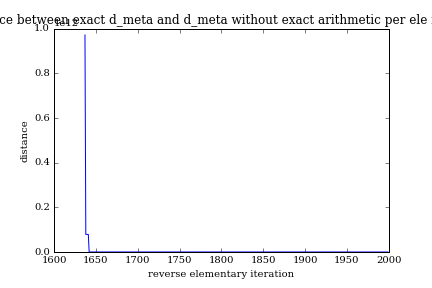 ce between exact d_meta and d_meta without exact arithmetic per ele
1e12
1.0
0.8
0.6
0.4
0.2
0.0
distance
1600 1650 1700 1750 1800 1850 1900 1950 2000
reverse elementary iteration